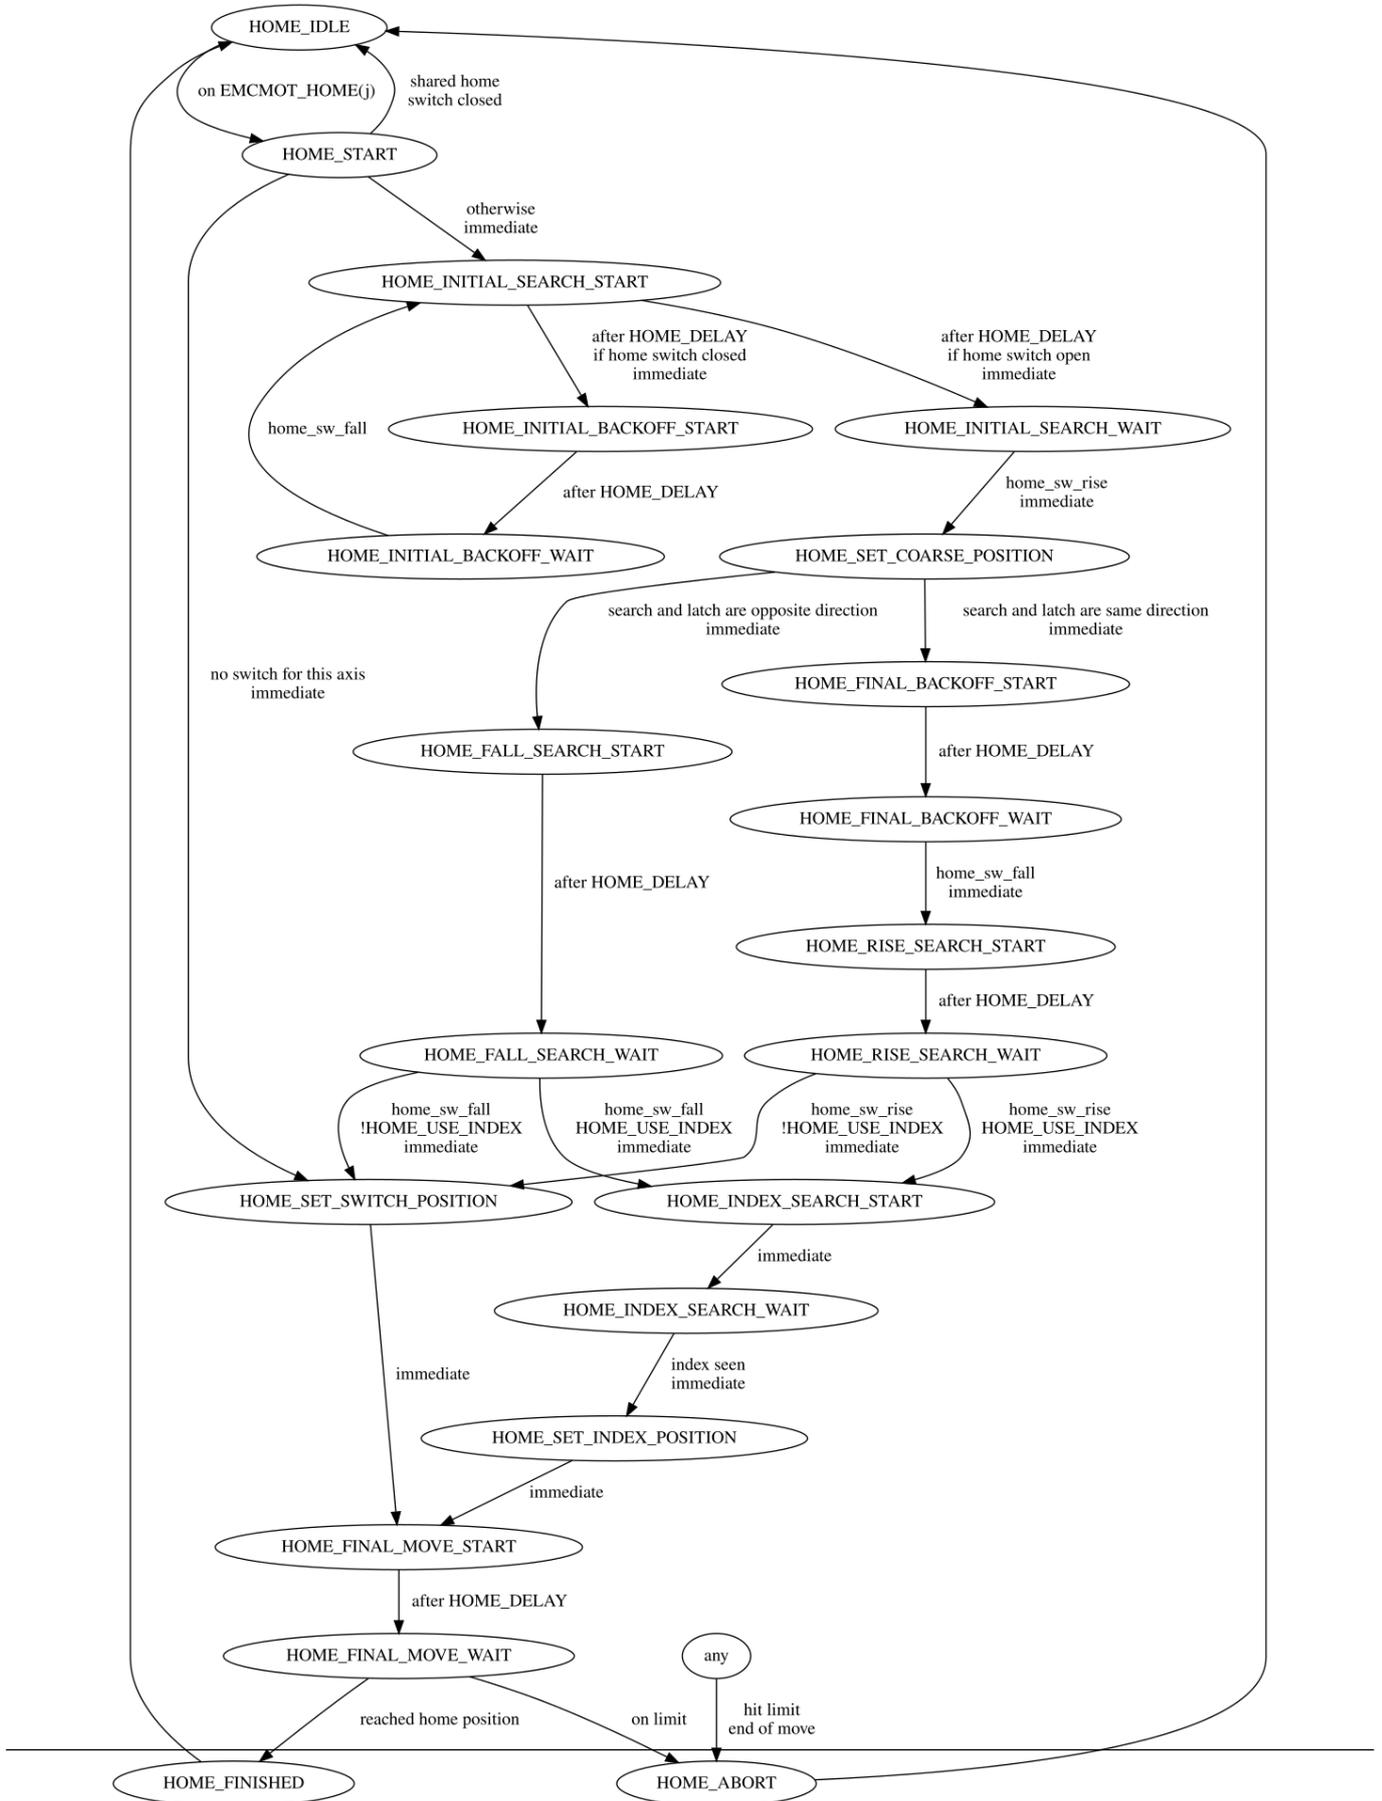 HOME_IDLE
on EMCMOT_HOME(j)
shared home
switch closed
HOME_START
otherwise
immediate
HOME_INITIAL_SEARCH_START
after HOME_DELAY
if home switch closed
immediate
after HOME_DELAY
if home switch open
immediate
home_sw_fall
HOME_INITIAL_BACKOFF_START
HOME_INITIAL_SEARCH_WAIT
after HOME_DELAY
home_sw_rise
immediate
HOME_INITIAL_BACKOFF_WAIT
HOME_SET_COARSE_POSITION
search and latch are opposite direction
immediate
search and latch are same direction
immediate
no switch for this axis
immediate
HOME_FINAL_BACKOFF_START
HOME_FALL_SEARCH_START
after HOME_DELAY
HOME_FINAL_BACKOFF_WAIT
after HOME_DELAY
home_sw_fall
immediate
HOME_RISE_SEARCH_START
after HOME_DELAY
HOME_FALL_SEARCH_WAIT
HOME_RISE_SEARCH_WAIT
home_sw_fall
!HOME_USE_INDEX
immediate
home_sw_fall
HOME_USE_INDEX
immediate
home_sw_rise
!HOME_USE_INDEX
immediate
home_sw_rise
HOME_USE_INDEX
immediate
HOME_SET_SWITCH_POSITION
HOME_INDEX_SEARCH_START
immediate
HOME_INDEX_SEARCH_WAIT
immediate
index seen
immediate
HOME_SET_INDEX_POSITION
immediate
HOME_FINAL_MOVE_START
after HOME_DELAY
HOME_FINAL_MOVE_WAIT
any
reached home position
on limit
hit limit
end of move
HOME_FINISHED
HOME_ABORT